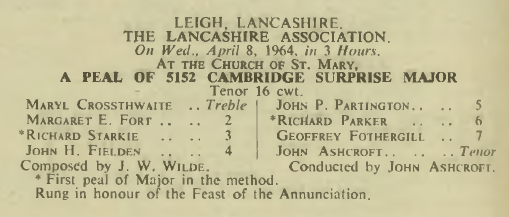 LEIGH, LANCASHIRE.
THE LANCASHIRE ASSOCIATION.
On Wed., April 8, 1964, in 3 Hours.
AT THE CHURCH OF ST. MARY,
A PEAL OF 5152 CAMBRIDGE SURPRISE MAJOR
Tenor 16 cwt.
MARYL CROSSTHWAITE .. Treble
MARGARET E. FORT .. .. 2
*RICHARD STARKIE .. .. 3
JOHN H. FIELDEN .. .. 4
JOHN P. PARTINGTON .. .. 5
*RICHARD PARKER .. .. 6
GEOFFREY FOTHERGILL .. 7
JOHN ASHCROFT .. .. Tenor
Composed by J. W. WILDE. Conducted by JOHN ASHCROFT.
* First peal of Major in the method.
Rung in honour of the Feast of the Annunciation.